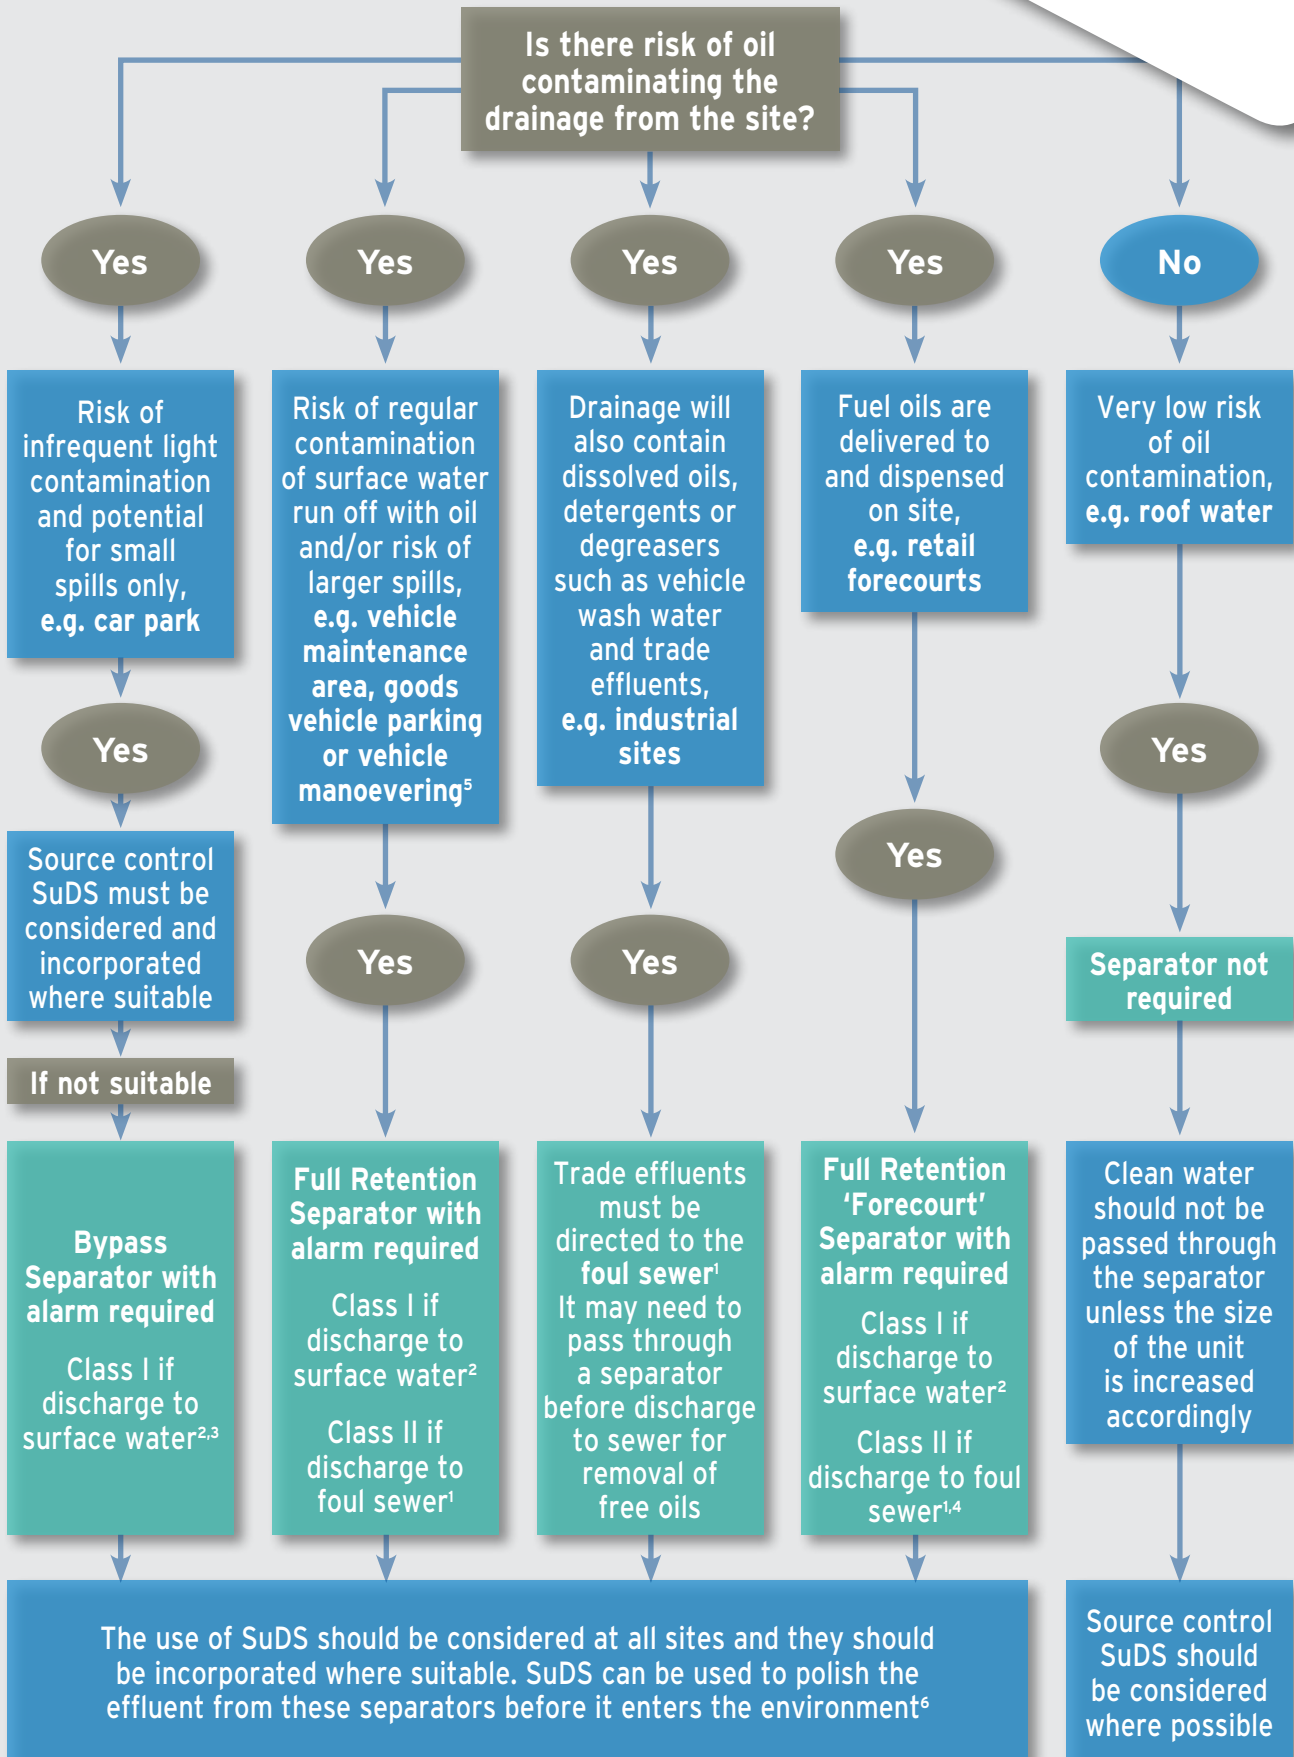 Is there risk of oil
contaminating the
drainage from the site?
Yes
Yes
Yes
Yes
No
Risk of
infrequent light
contamination
and potential
for small
spills only,
e.g. car park
Yes
Source control
SuDS must be
considered and
incorporated
where suitable
If not suitable
Bypass
Separator with
alarm required
Class I if
discharge to
surface water2,3
Risk of regular
contamination
of surface water
run off with oil
and/or risk of
larger spills,
e.g. vehicle
maintenance
area, goods
vehicle parking
or vehicle
manoevering5
Yes
Full Retention
Separator with
alarm required
Class I if
discharge to
surface water2
Class II if
discharge to
foul sewer1
Drainage will
also contain
dissolved oils,
detergents or
degreasers
such as vehicle
wash water
and trade
effluents,
e.g. industrial
sites
Yes
Trade effluents
must be
directed to the
foul sewer1
It may need to
pass through
a separator
before discharge
to sewer for
removal of
free oils
Fuel oils are
delivered to
and dispensed
on site,
e.g. retail
forecourts
Yes
Full Retention
‘Forecourt’
Separator with
alarm required
Class I if
discharge to
surface water2
Class II if
discharge to foul
sewer1,4
Very low risk
of oil
contamination,
e.g. roof water
Yes
Separator not
required
Clean water
should not be
passed through
the separator
unless the size
of the unit
is increased
accordingly
The use of SuDS should be considered at all sites and they should
be incorporated where suitable. SuDS can be used to polish the
effluent from these separators before it enters the environment6
Source control
SuDS should
be considered
where possible